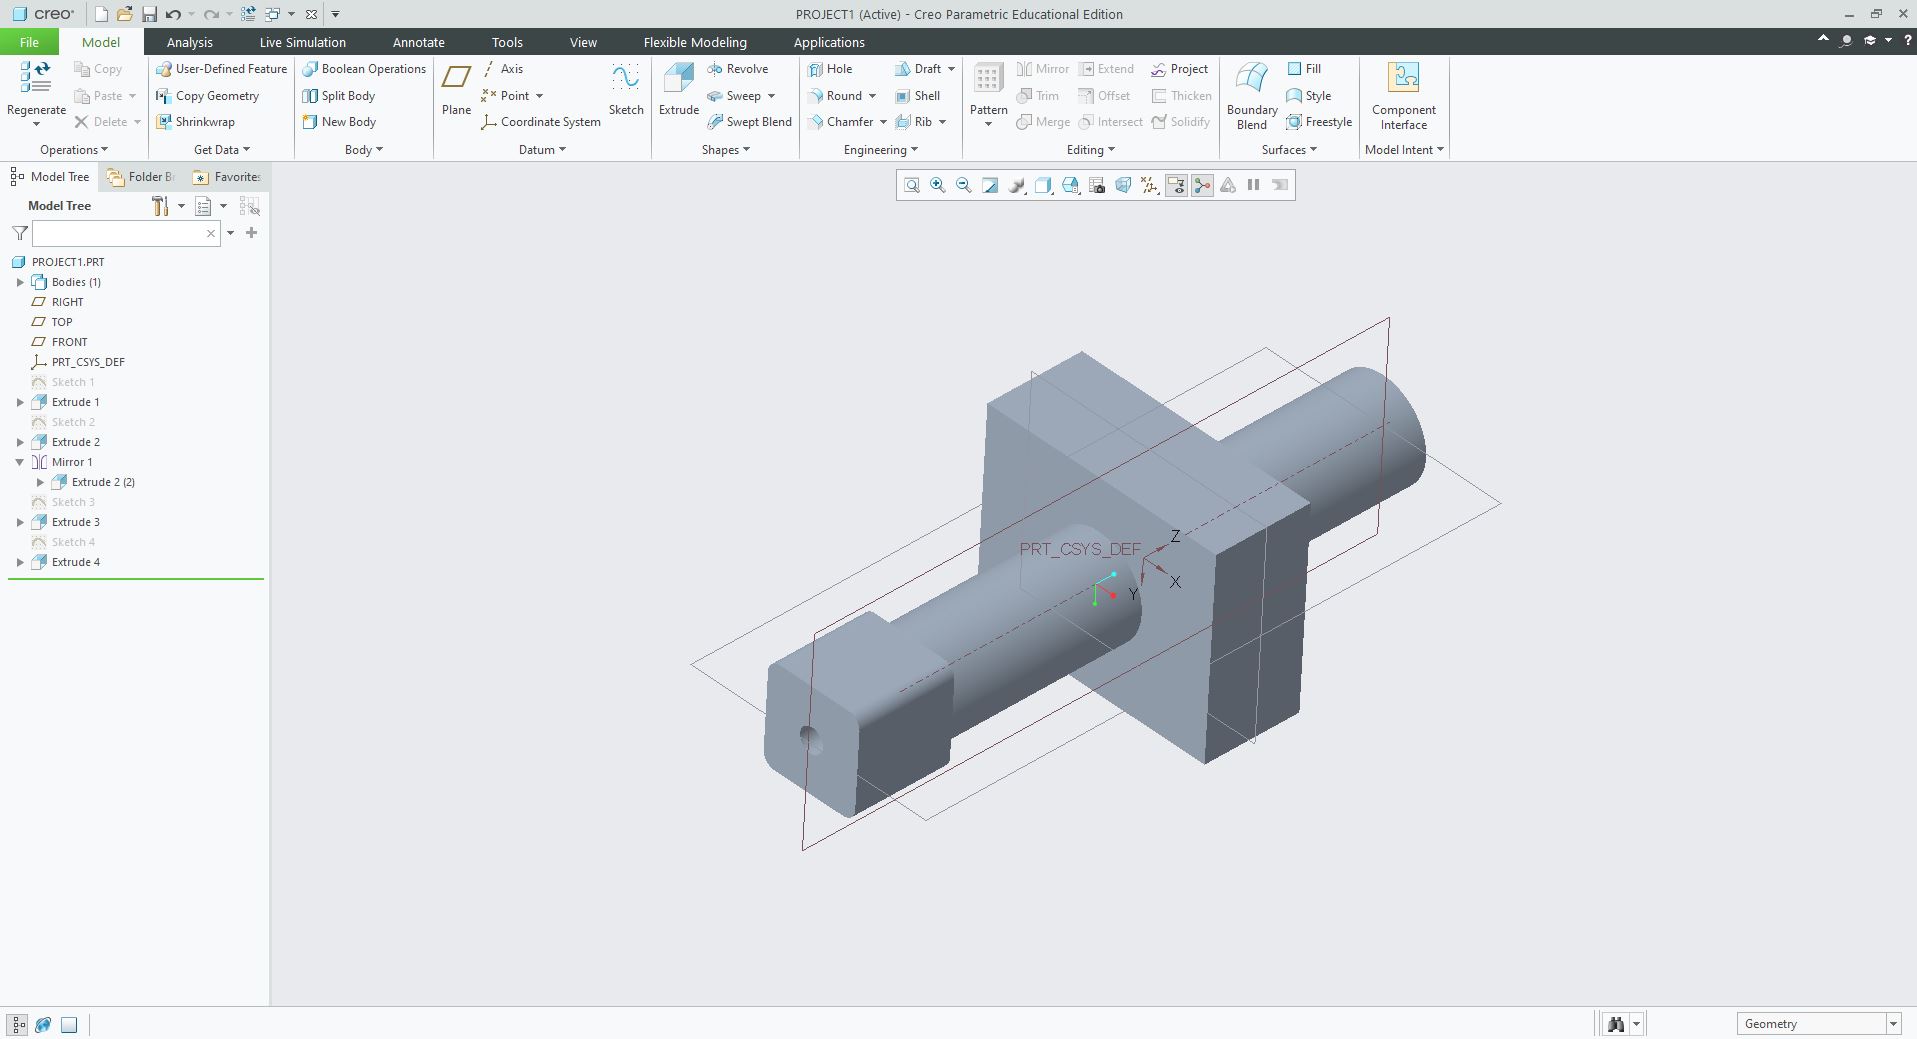 creo
PROJECT1 (Active) - Creo Parametric Educational Edition
File Model Analysis Live Simulation Annotate Tools View Flexible Modeling Applications
Regenerate
Copy
Paste
Delete
Operations
User-Defined Feature
Copy Geometry
Shrinkwrap
Get Data
Boolean Operations
Split Body
New Body
Body
Plane
Axis
Point
Coordinate System
Sketch
Datum
Extrude
Revolve
Sweep
Swept Blend
Shapes
Hole
Round
Chamfer
Draft
Shell
Rib
Engineering
Pattern
Mirror
Trim
Merge
Extend
Offset
Intersect
Project
Thicken
Solidify
Editing
Boundary
Blend
Fill
Style
Freestyle
Surfaces
Component
Interface
Model Intent
Model Tree
Folder Br
Favorites
Model Tree
PROJECT1.PRT
Bodies (1)
RIGHT
TOP
FRONT
PRT_CSYS_DEF
Sketch 1
Extrude 1
Sketch 2
Extrude 2
Mirror 1
Extrude 2 (2)
Sketch 3
Extrude 3
Sketch 4
Extrude 4
PRT_CSYS_DEF
Z
X
Y
Geometry